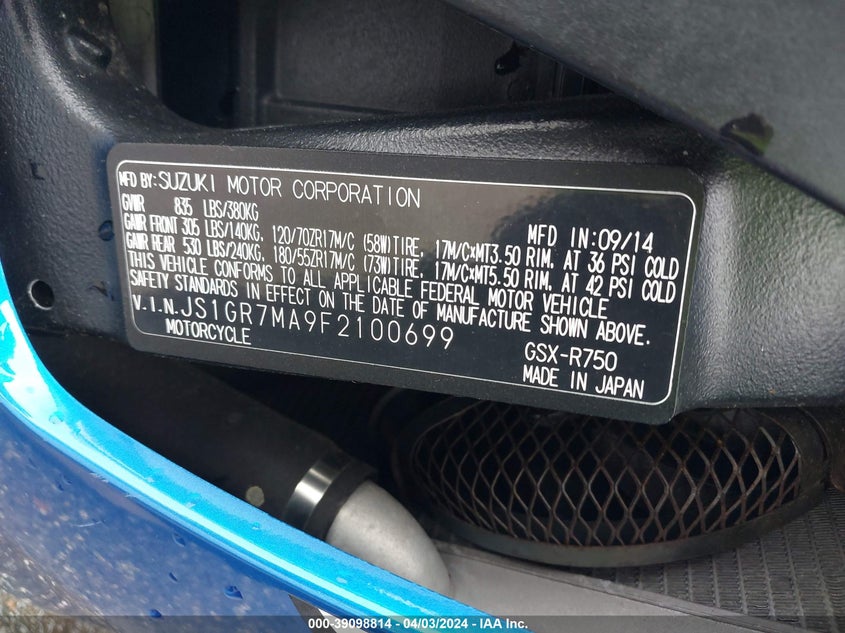 MFD BY:SUZUKI MOTOR CORPORATION
GVWR 835 LBS/380KG MFD IN:09/14
GAWR FRONT 305 LBS/140KG, 120/70ZR17M/C (58W)TIRE, 17M/C×MT3.50 RIM, AT 36 PSI COLD
GAWR REAR 530 LBS/240KG, 180/55ZR17M/C (73W)TIRE, 17M/C×MT5.50 RIM, AT 42 PSI COLD
THIS VEHICLE CONFORMS TO ALL APPLICABLE FEDERAL MOTOR VEHICLE
SAFETY STANDARDS IN EFFECT ON THE DATE OF MANUFACTURE SHOWN ABOVE.
V.I.N.JS1GR7MA9F2100699
MOTORCYCLE GSX-R750
MADE IN JAPAN
000-39098814 - 04/03/2024 - IAAI.COM